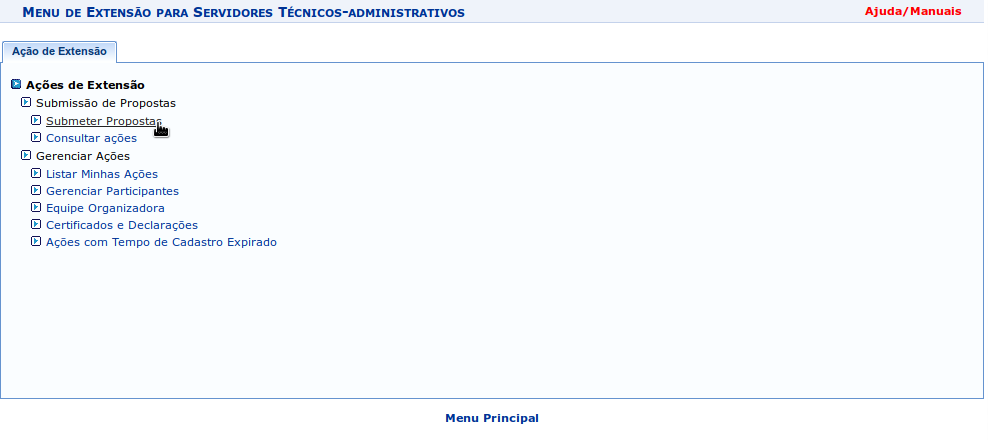 Menu de Extensão para Servidores Técnicos-administrativos
Ajuda/Manuais
Ação de Extensão
Ações de Extensão
Submissão de Propostas
Submeter Propostas
Consultar ações
Gerenciar Ações
Listar Minhas Ações
Gerenciar Participantes
Equipe Organizadora
Certificados e Declarações
Ações com Tempo de Cadastro Expirado
Menu Principal